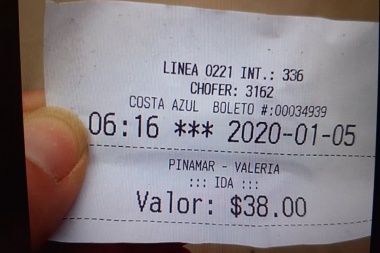 LINEA 0221 INT.: 336
CHOFER: 3162
COSTA AZUL BOLETO #:00034939
06:16 *** 2020-01-05
PINAMAR - VALERIA
::: IDA :::
Valor: $38.00